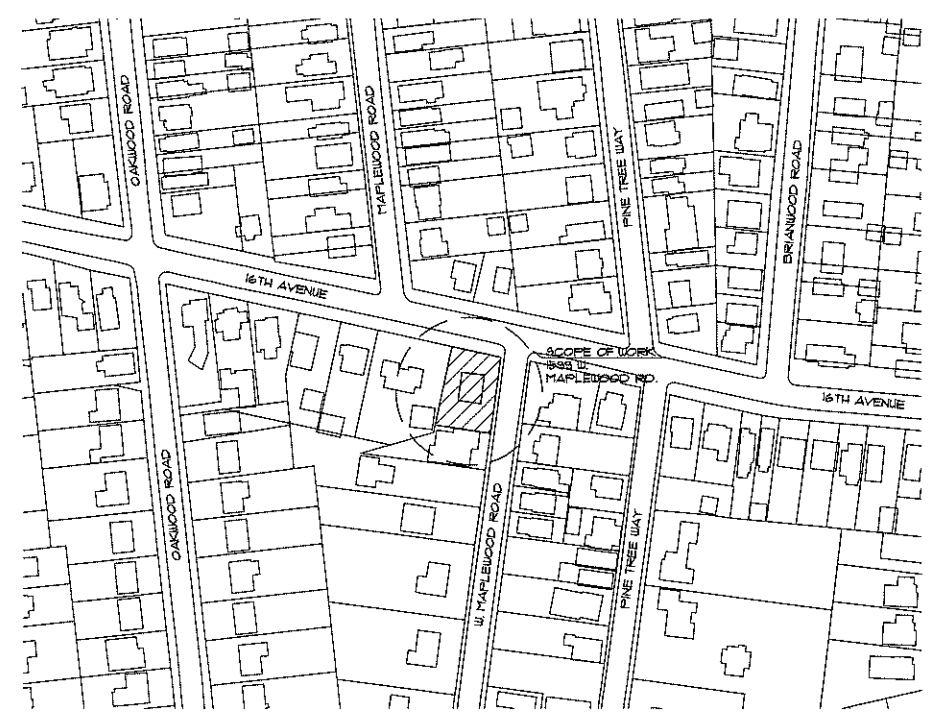 OAKWOOD ROAD
MAPLEWOOD ROAD
PINE TREE WAY
BRIANWOOD ROAD
16TH AVENUE
SCOPE OF WORK
W.
MAPLEWOOD RD.
16TH AVENUE
OAKWOOD ROAD
W. MAPLEWOOD ROAD
PINE TREE WAY